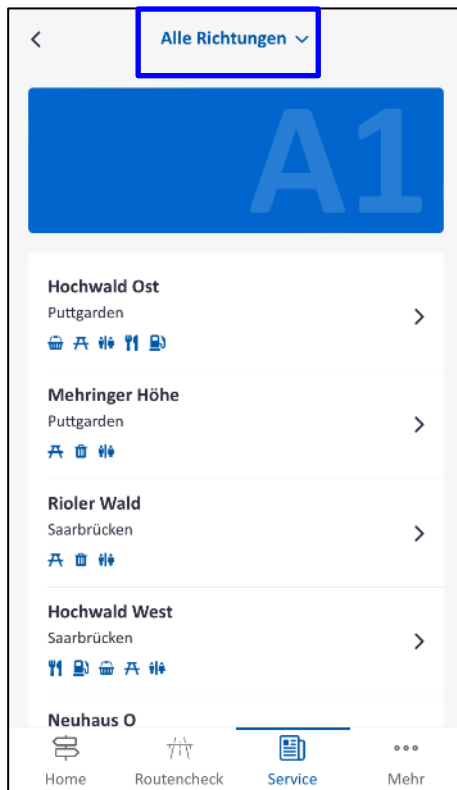 Alle Richtungen
A1
Hochwald Ost
Puttgarden
Mehringer Höhe
Puttgarden
Rioler Wald
Saarbrücken
Hochwald West
Saarbrücken
Neuhaus O
Home Routencheck Service Mehr